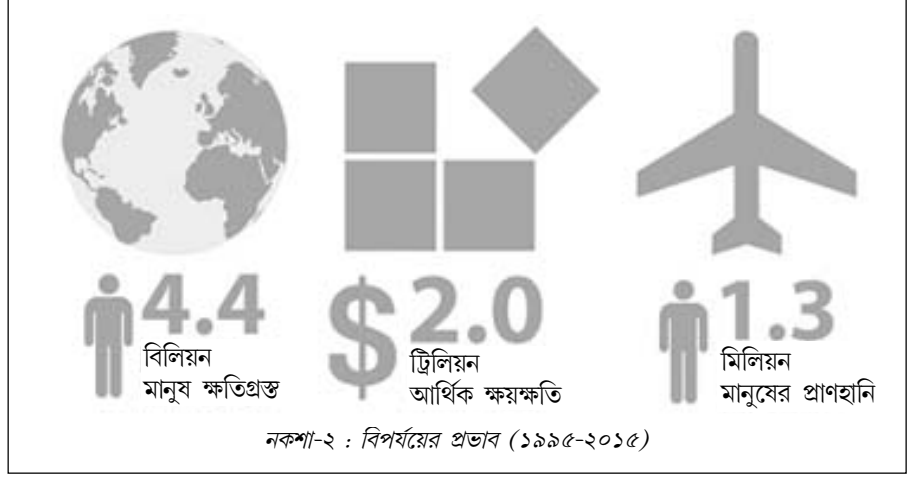 4.4
বিলিয়ন
মানুষ ক্ষতিগ্রস্ত
$2.0
ট্রিলিয়ন
আর্থিক ক্ষয়ক্ষতি
1.3
মিলিয়ন
মানুষের প্রাণহানি
নকশা-২ : বিপর্যয়ের প্রভাব (১৯৯৫-২০১৫)